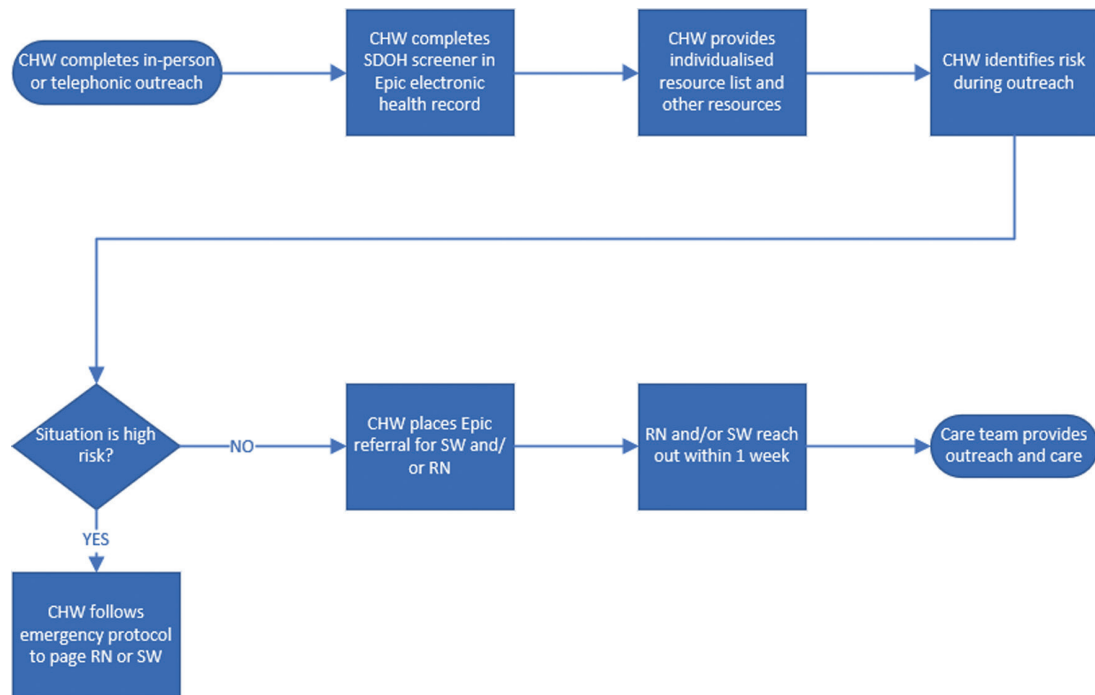 CHW completes in-person
or telephonic outreach
CHW completes
SDOH screener in
Epic electronic
health record
CHW provides
individualised
resource list and
other resources
CHW identifies risk
during outreach
Situation is high
risk?
NO
CHW places Epic
referral for SW and/
or RN
RN and/or SW reach
out within 1 week
Care team provides
outreach and care
YES
CHW follows
emergency protocol
to page RN or SW